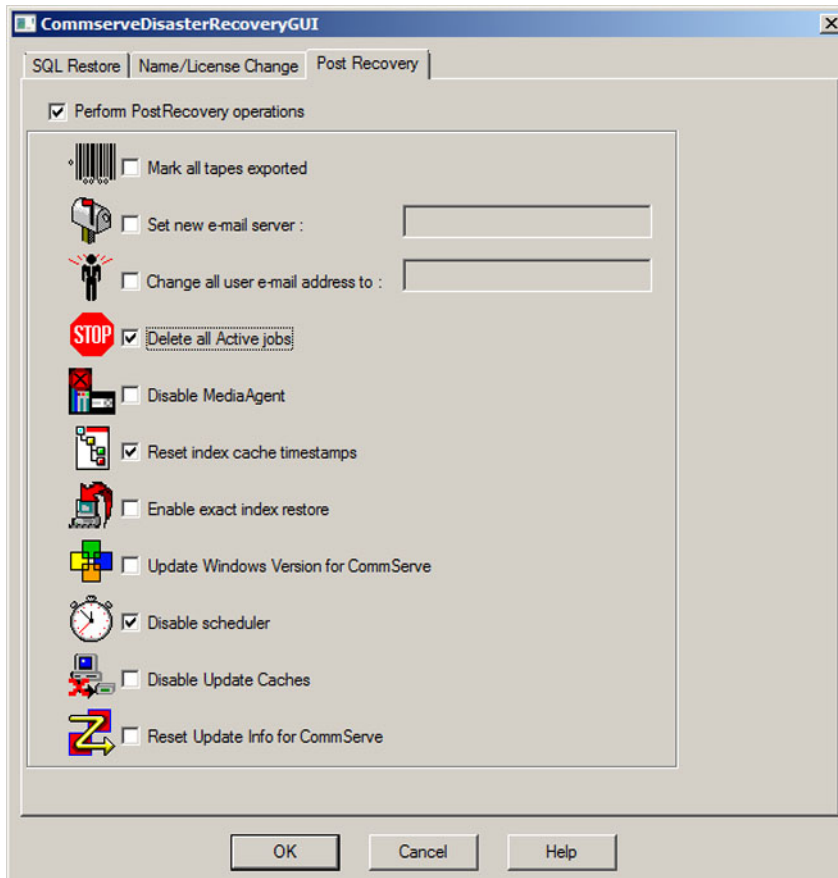 CommserveDisasterRecoveryGUI
SQL Restore Name/License Change Post Recovery
Perform PostRecovery operations
Mark all tapes exported
Set new e-mail server :
Change all user e-mail address to :
STOP Delete all Active jobs
Disable MediaAgent
Reset index cache timestamps
Enable exact index restore
Update Windows Version for CommServe
Disable scheduler
Disable Update Caches
Reset Update Info for CommServe
OK Cancel Help